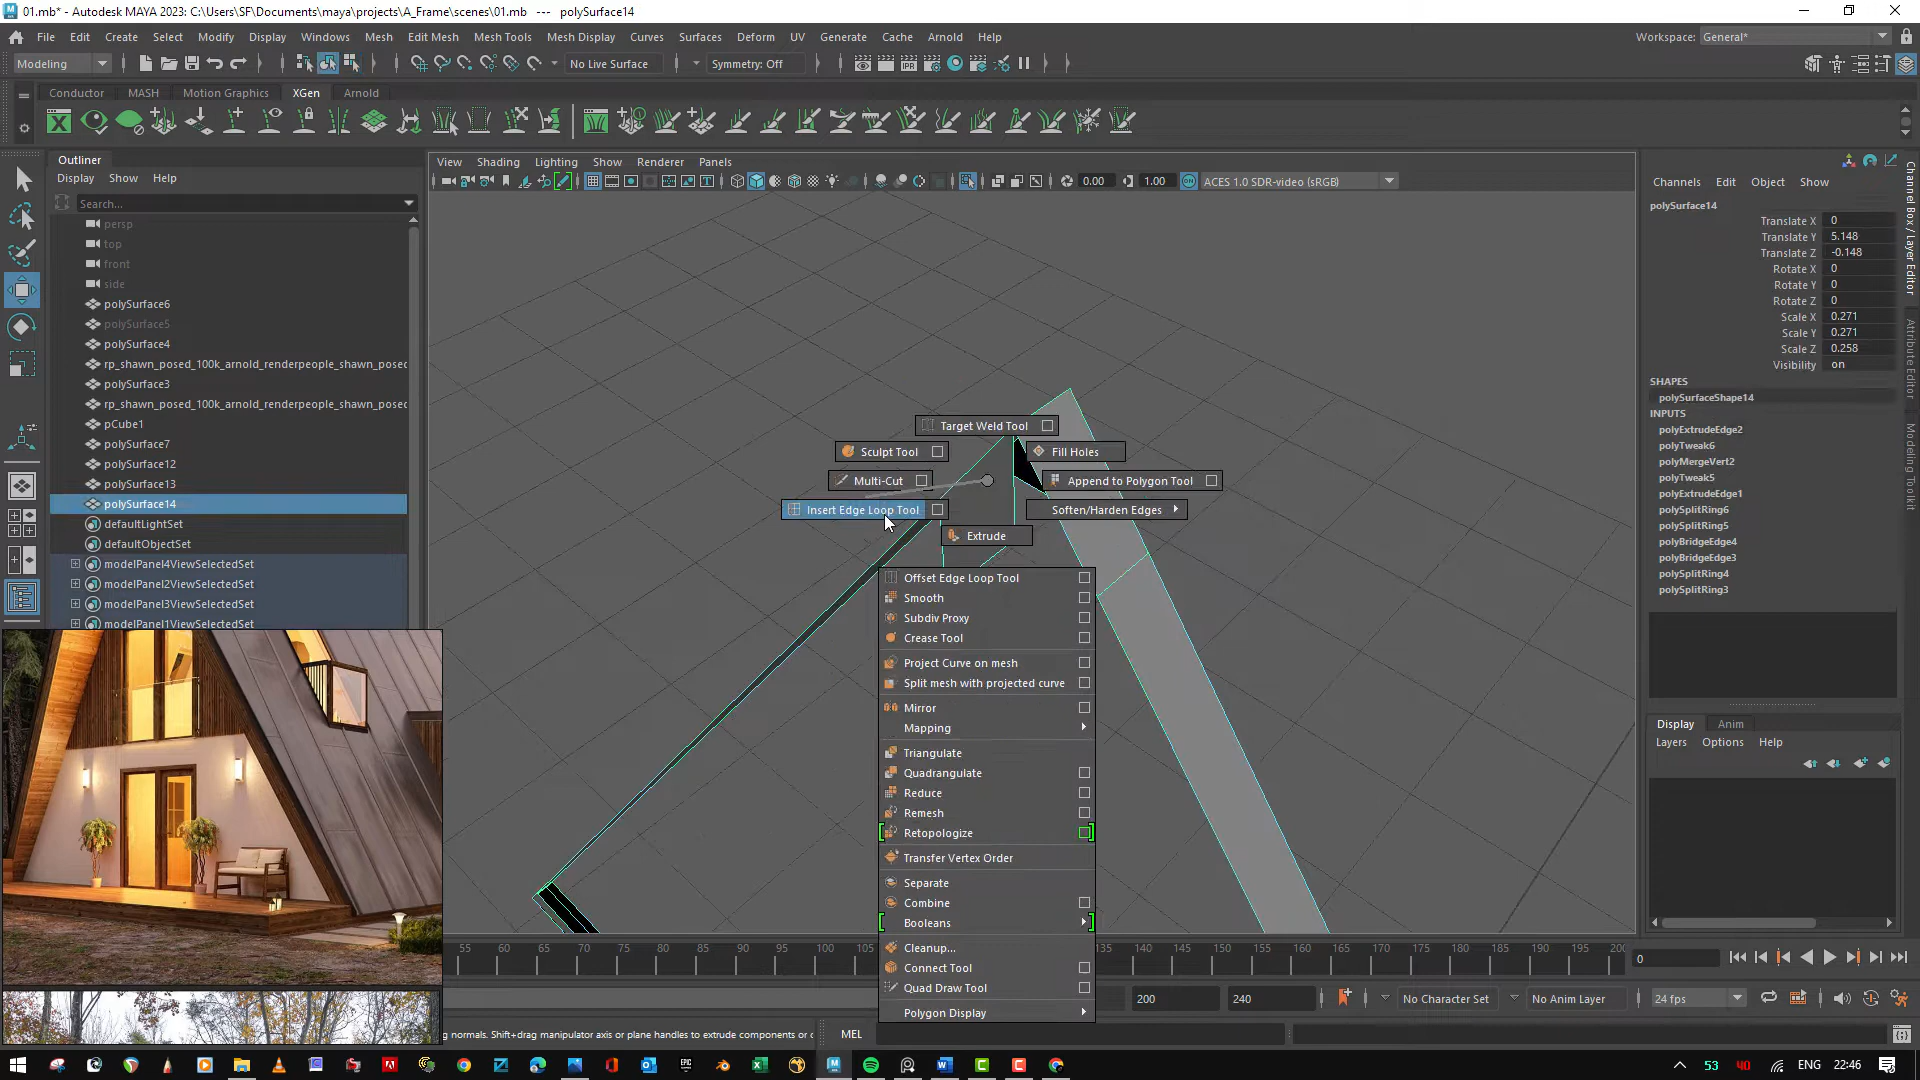 01.mb* - Autodesk MAYA 2023: C:\Users\SF\Documents\maya\projects\A_Frame\scenes\01.mb --- polySurface14
File Edit Create Select Modify Display Windows Mesh Edit Mesh Mesh Tools Mesh Display Curves Surfaces Deform UV Generate Cache Arnold Help
Workspace: General*
Modeling
No Live Surface
Symmetry: Off
IPR
Conductor MASH Motion Graphics XGen Arnold
Outliner
Display Show Help
Search...
persp
top
front
side
polySurface6
polySurface5
polySurface4
rp_shawn_posed_100k_arnold_renderpeople_shawn_posed
polySurface3
rp_shawn_posed_100k_arnold_renderpeople_shawn_posed
pCube1
polySurface7
polySurface12
polySurface13
polySurface14
defaultLightSet
defaultObjectSet
modelPanel4ViewSelectedSet
modelPanel2ViewSelectedSet
modelPanel3ViewSelectedSet
modelPanel1ViewSelectedSet
View Shading Lighting Show Renderer Panels
0.00 1.00 ACES 1.0 SDR-video (sRGB)
Target Weld Tool
Sculpt Tool
Fill Holes
Multi-Cut
Append to Polygon Tool
Insert Edge Loop Tool
Soften/Harden Edges
Extrude
Offset Edge Loop Tool
Smooth
Subdiv Proxy
Crease Tool
Project Curve on mesh
Split mesh with projected curve
Mirror
Mapping
Triangulate
Quadrangulate
Reduce
Remesh
Retopologize
Transfer Vertex Order
Separate
Combine
Booleans
Cleanup...
Connect Tool
Quad Draw Tool
Polygon Display
Channels Edit Object Show
polySurface14
Translate X 0
Translate Y 5.148
Translate Z -0.148
Rotate X 0
Rotate Y 0
Rotate Z 0
Scale X 0.271
Scale Y 0.271
Scale Z 0.258
Visibility on
SHAPES
polySurfaceShape14
INPUTS
polyExtrudeEdge2
polyTweak6
polyMergeVert2
polyTweak5
polyExtrudeEdge1
polySplitRing6
polySplitRing5
polyBridgeEdge4
polyBridgeEdge3
polySplitRing4
polySplitRing3
Channel Box / Layer Editor
Attribute Editor
Modeling Toolkit
Display Anim
Layers Options Help
55 60 65 70 75 80 85 90 95 100 105 135 140 145 150 155 160 165 170 175 180 185 190 195 200
0
200 240 No Character Set No Anim Layer 24 fps
g normals. Shift+drag manipulator axis or plane handles to extrude components or c
MEL
53 40 ENG 22:46